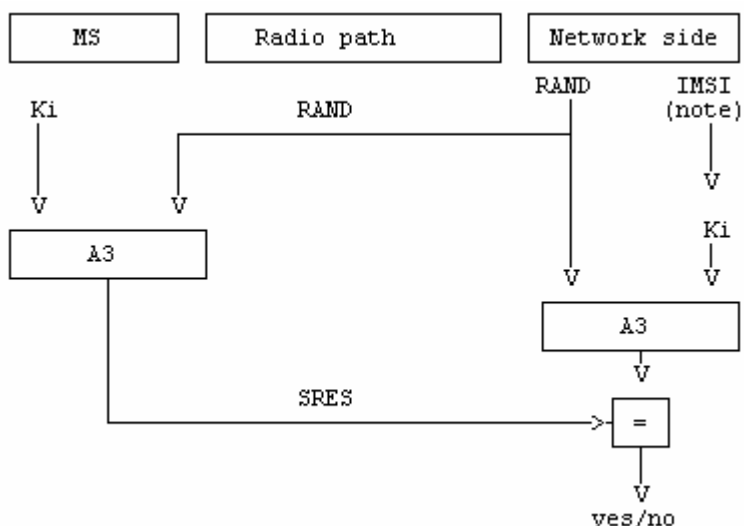 MS
Radio path
Network side
RAND
IMSI
(note)
Ki
RAND
Ki
A3
A3
SRES
=
yes/no